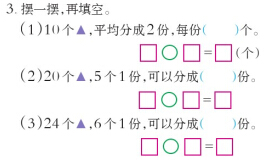 3. 摆一摆,再填空。
(1)10个▲,平均分成2份,每份(　　)个。
□○□=□(个)
(2)20个▲,5个1份,可以分成(　　)份。
□○□=□
(3)24个▲,6个1份,可以分成(　　)份。
□○□=□